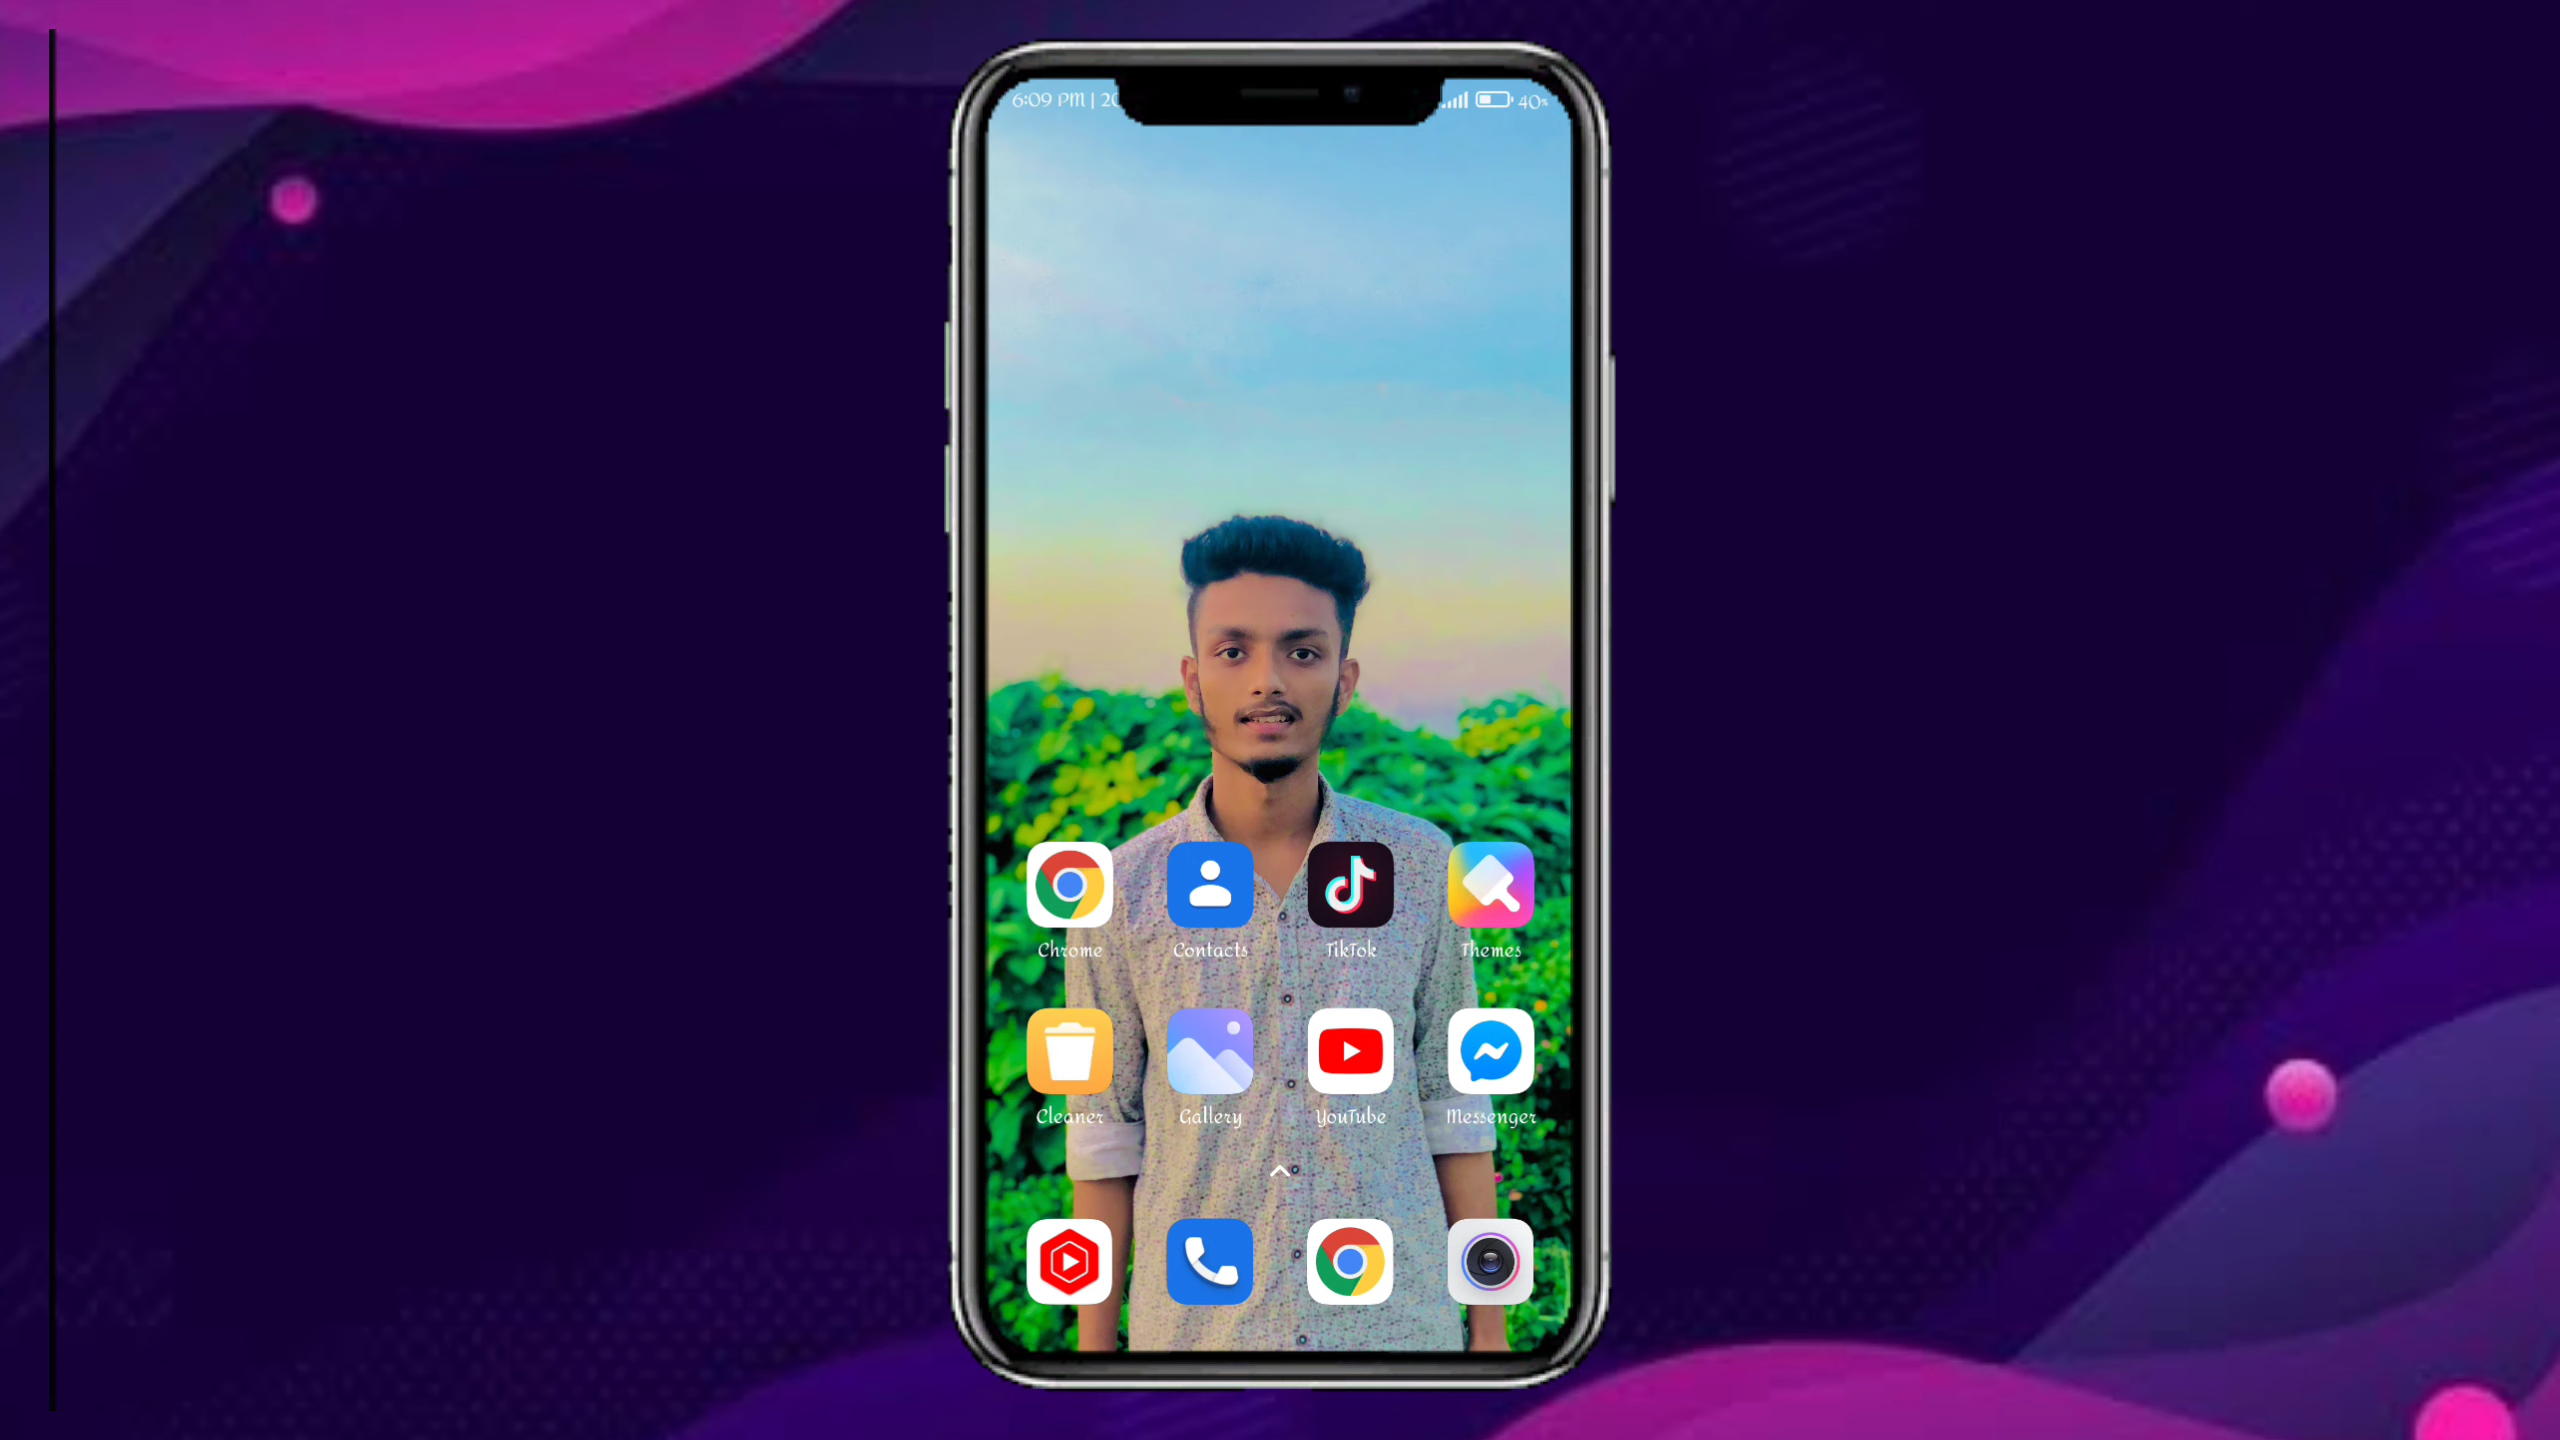 6:09 PM | 20
40%
Chrome Contacts TikTok Themes
Cleaner Gallery YouTube Messenger